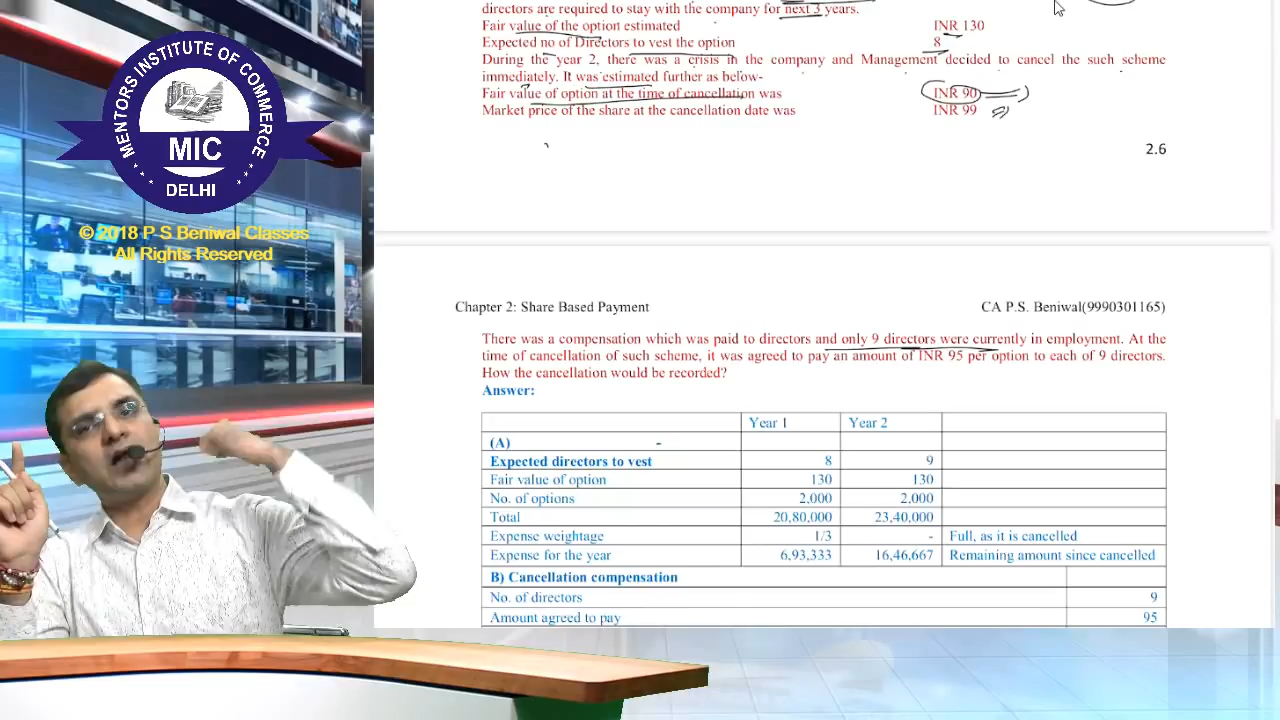 directors are required to stay with the company for next 3 years.
Fair value of the option estimated INR 130
Expected no of Directors to vest the option 8
During the year 2, there was a crisis in the company and Management decided to cancel the such scheme
immediately. It was estimated further as below-
Fair value of option at the time of cancellation was INR 90
Market price of the share at the cancellation date was INR 99
2.6
MENTORS INSTITUTE OF COMMERCE
MIC
DELHI
© 2018 P S Beniwal Classes
All Rights Reserved
Chapter 2: Share Based Payment CA P.S. Beniwal(9990301165)
There was a compensation which was paid to directors and only 9 directors were currently in employment. At the
time of cancellation of such scheme, it was agreed to pay an amount of INR 95 per option to each of 9 directors.
How the cancellation would be recorded?
Answer:
Year 1 Year 2
(A) -
Expected directors to vest 8 9
Fair value of option 130 130
No. of options 2,000 2,000
Total 20,80,000 23,40,000
Expense weightage 1/3 - Full, as it is cancelled
Expense for the year 6,93,333 16,46,667 Remaining amount since cancelled
B) Cancellation compensation
No. of directors 9
Amount agreed to pay 95